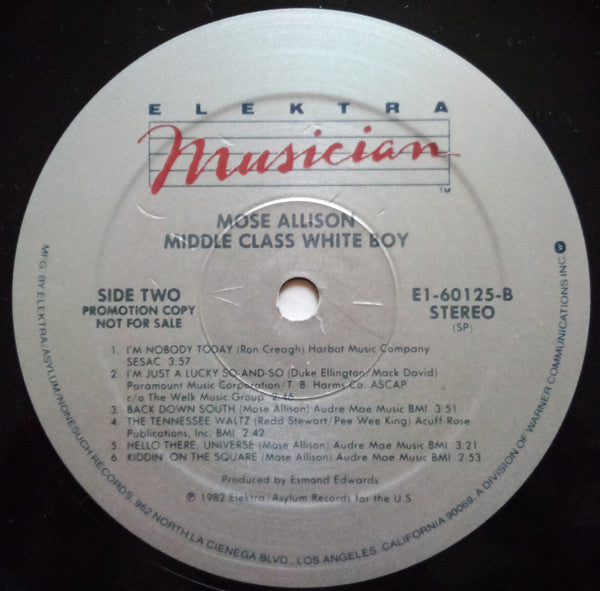 ELEKTRA
Musician
TM
MOSE ALLISON
MIDDLE CLASS WHITE BOY
SIDE TWO
PROMOTION COPY
NOT FOR SALE
E1-60125-B
STEREO
(SP)
1. I'M NOBODY TODAY (Ron Creagh) Harbot Music Company
SESAC 3:57
2. I'M JUST A LUCKY SO-AND-SO (Duke Ellington/Mack David)
Paramount Music Corporation/T. B. Harms Co. ASCAP
c/o The Welk Music Group 2:46
3. BACK DOWN SOUTH (Mose Allison) Audre Mae Music BMI 3:51
4. THE TENNESSEE WALTZ (Redd Stewart/Pee Wee King) Acuff-Rose
Publications, Inc. BMI 2:42
5. HELLO THERE, UNIVERSE (Mose Allison) Audre Mae Music BMI 3:21
6. KIDDIN' ON THE SQUARE (Mose Allison) Audre Mae Music BMI 2:53
Produced by Esmond Edwards
℗ 1982 Elektra/Asylum Records for the U.S.
MFG. BY ELEKTRA/ASYLUM/NONESUCH RECORDS, 962 NORTH LA CIENEGA BLVD., LOS ANGELES, CALIFORNIA 90069, A DIVISION OF WARNER COMMUNICATIONS INC.